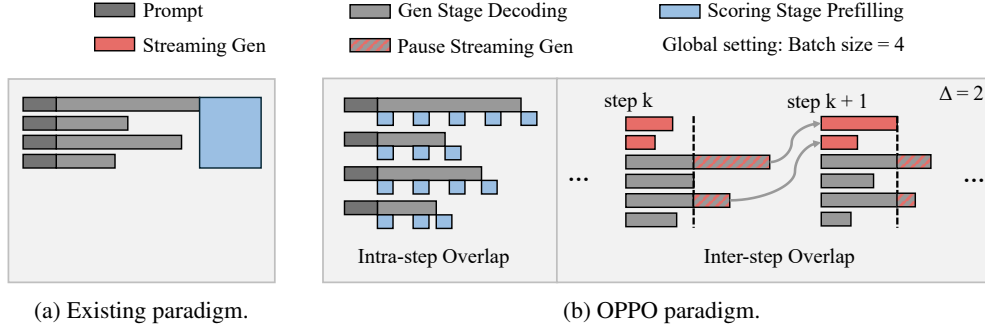 Prompt
Gen Stage Decoding
Scoring Stage Prefilling
Streaming Gen
Pause Streaming Gen
Global setting: Batch size = 4
step k
step k + 1
Δ = 2
...
...
Intra-step Overlap
Inter-step Overlap
(a) Existing paradigm.
(b) OPPO paradigm.